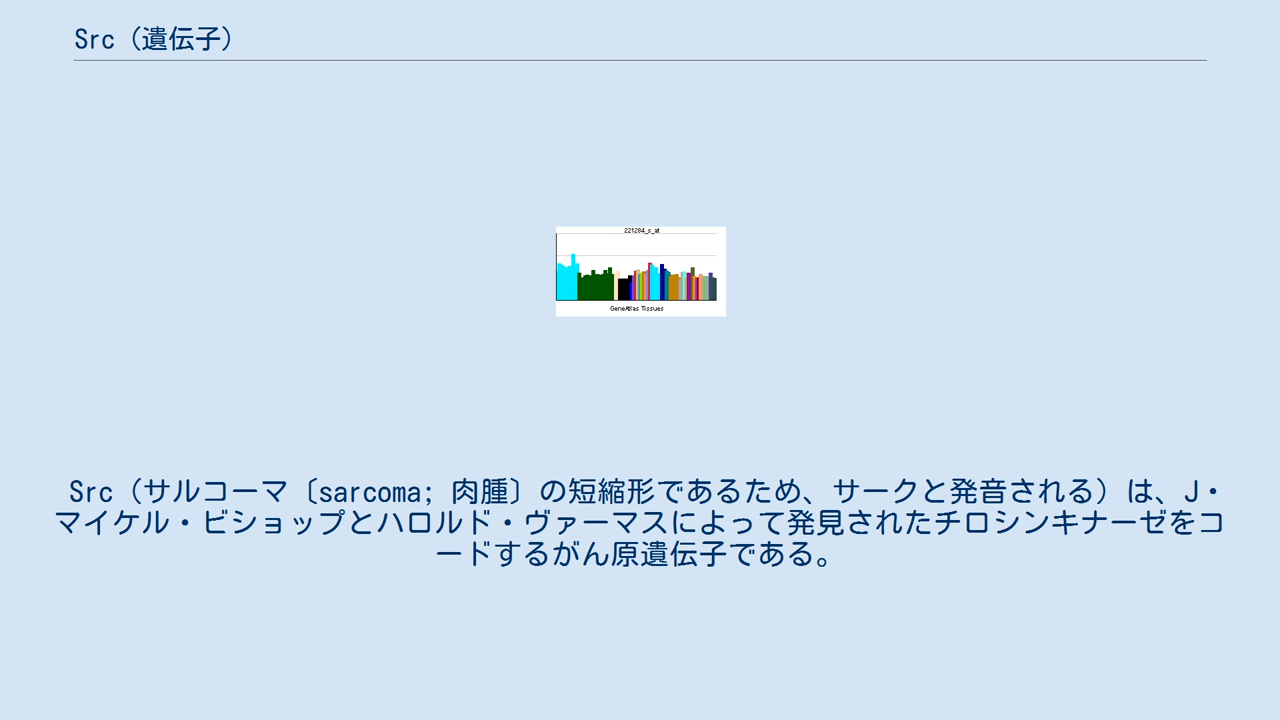 Src（遺伝子）
221284_s_at
GeneAtlas Tissues
Src（サルコーマ〔sarcoma; 肉腫〕の短縮形であるため、サークと発音される）は、J・
マイケル・ビショップとハロルド・ヴァーマスによって発見されたチロシンキナーゼをコ
ードするがん原遺伝子である。